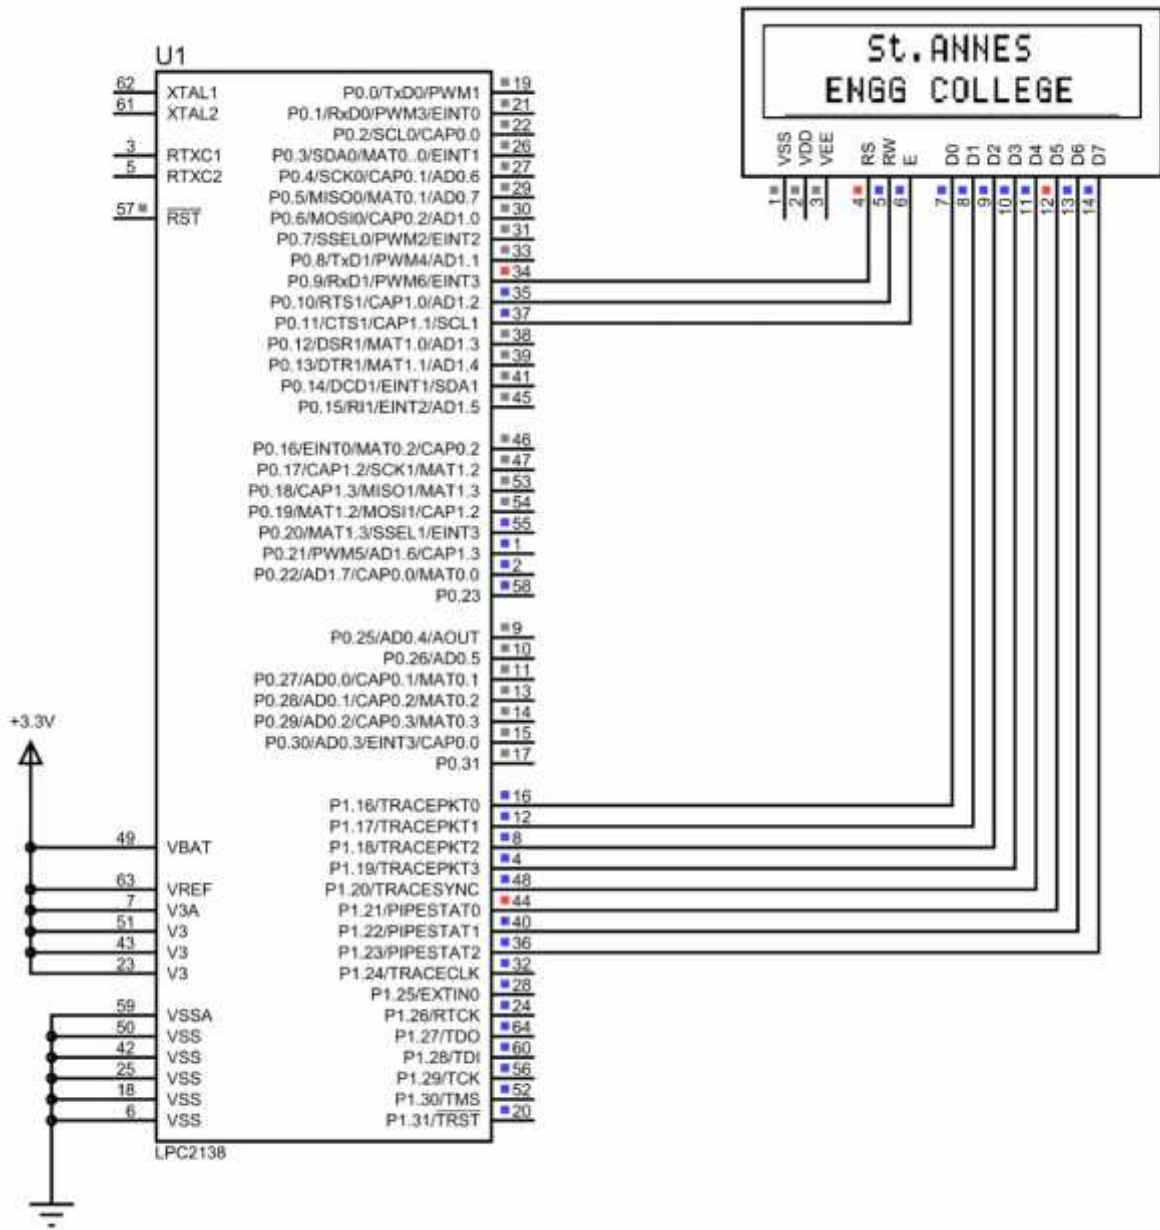 St.ANNES
ENGG COLLEGE
VSS
VDD
VEE
RS
RW
E
D0
D1
D2
D3
D4
D5
D6
D7
1
2
3
4
5
6
7
8
9
10
11
12
13
14
U1
62 XTAL1
61 XTAL2
3 RTXC1
5 RTXC2
57 RST
P0.0/TxD0/PWM1 19
P0.1/RxD0/PWM3/EINT0 21
P0.2/SCL0/CAP0.0 22
P0.3/SDA0/MAT0..0/EINT1 26
P0.4/SCK0/CAP0.1/AD0.6 27
P0.5/MISO0/MAT0.1/AD0.7 29
P0.6/MOSI0/CAP0.2/AD1.0 30
P0.7/SSEL0/PWM2/EINT2 31
P0.8/TxD1/PWM4/AD1.1 33
P0.9/RxD1/PWM6/EINT3 34
P0.10/RTS1/CAP1.0/AD1.2 35
P0.11/CTS1/CAP1.1/SCL1 37
P0.12/DSR1/MAT1.0/AD1.3 38
P0.13/DTR1/MAT1.1/AD1.4 39
P0.14/DCD1/EINT1/SDA1 41
P0.15/RI1/EINT2/AD1.5 45
P0.16/EINT0/MAT0.2/CAP0.2 46
P0.17/CAP1.2/SCK1/MAT1.2 47
P0.18/CAP1.3/MISO1/MAT1.3 53
P0.19/MAT1.2/MOSI1/CAP1.2 54
P0.20/MAT1.3/SSEL1/EINT3 55
P0.21/PWM5/AD1.6/CAP1.3 1
P0.22/AD1.7/CAP0.0/MAT0.0 2
P0.23 58
P0.25/AD0.4/AOUT 9
P0.26/AD0.5 10
P0.27/AD0.0/CAP0.1/MAT0.1 11
P0.28/AD0.1/CAP0.2/MAT0.2 13
P0.29/AD0.2/CAP0.3/MAT0.3 14
P0.30/AD0.3/EINT3/CAP0.0 15
P0.31 17
+3.3V
P1.16/TRACEPKT0 16
P1.17/TRACEPKT1 12
49 VBAT P1.18/TRACEPKT2 8
P1.19/TRACEPKT3 4
63 VREF P1.20/TRACESYNC 48
7 V3A P1.21/PIPESTAT0 44
51 V3 P1.22/PIPESTAT1 40
43 V3 P1.23/PIPESTAT2 36
23 V3 P1.24/TRACECLK 32
P1.25/EXTIN0 28
59 VSSA P1.26/RTCK 24
50 VSS P1.27/TDO 64
42 VSS P1.28/TDI 60
25 VSS P1.29/TCK 56
18 VSS P1.30/TMS 52
6 VSS P1.31/TRST 20
LPC2138